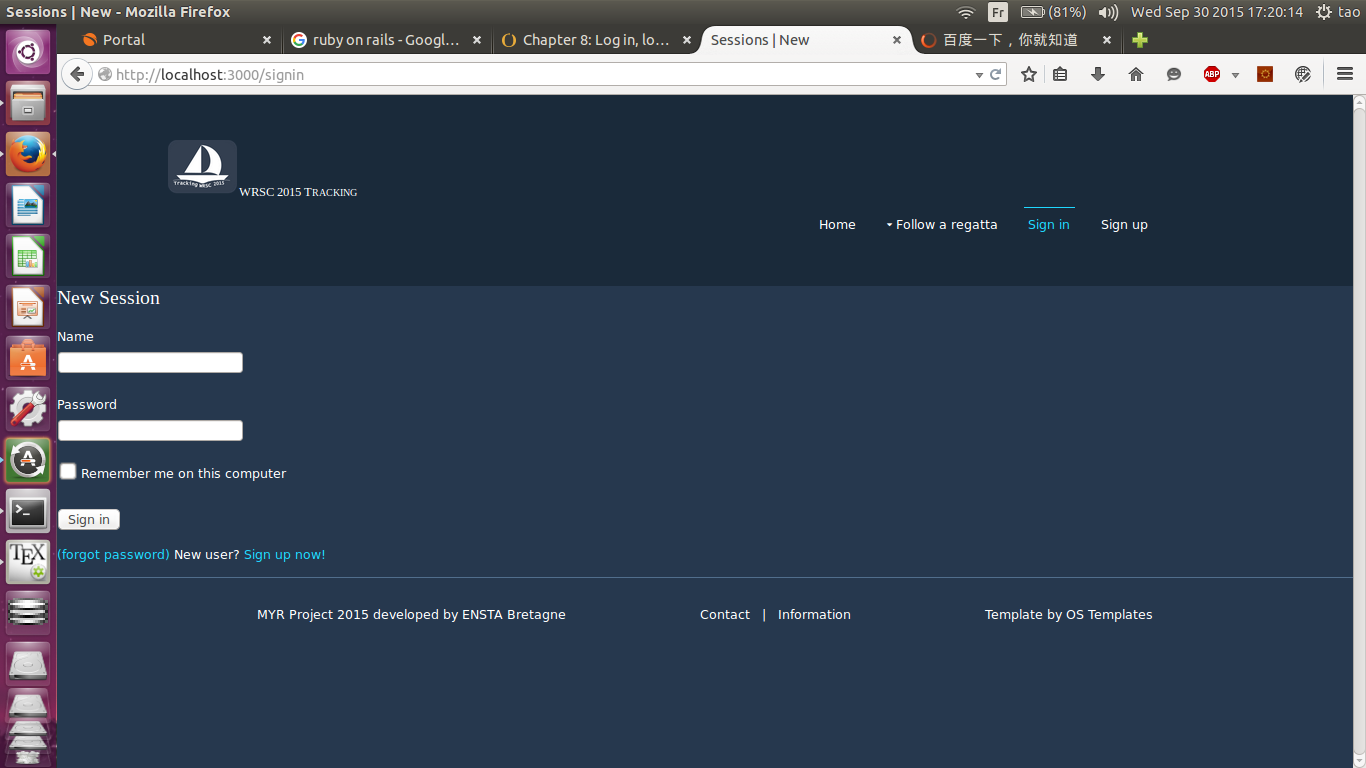 Sessions | New - Mozilla Firefox
Fr (81%) Wed Sep 30 2015 17:20:14 tao
Portal
ruby on rails - Googl...
Chapter 8: Log in, lo...
Sessions | New
百度一下，你就知道
http://localhost:3000/signin
ABP
Tracking WRSC 2015
WRSC 2015 Tracking
Home
Follow a regatta
Sign in
Sign up
New Session
Name
Password
Remember me on this computer
Sign in
(forgot password) New user? Sign up now!
MYR Project 2015 developed by ENSTA Bretagne
Contact | Information
Template by OS Templates
>_
TEX